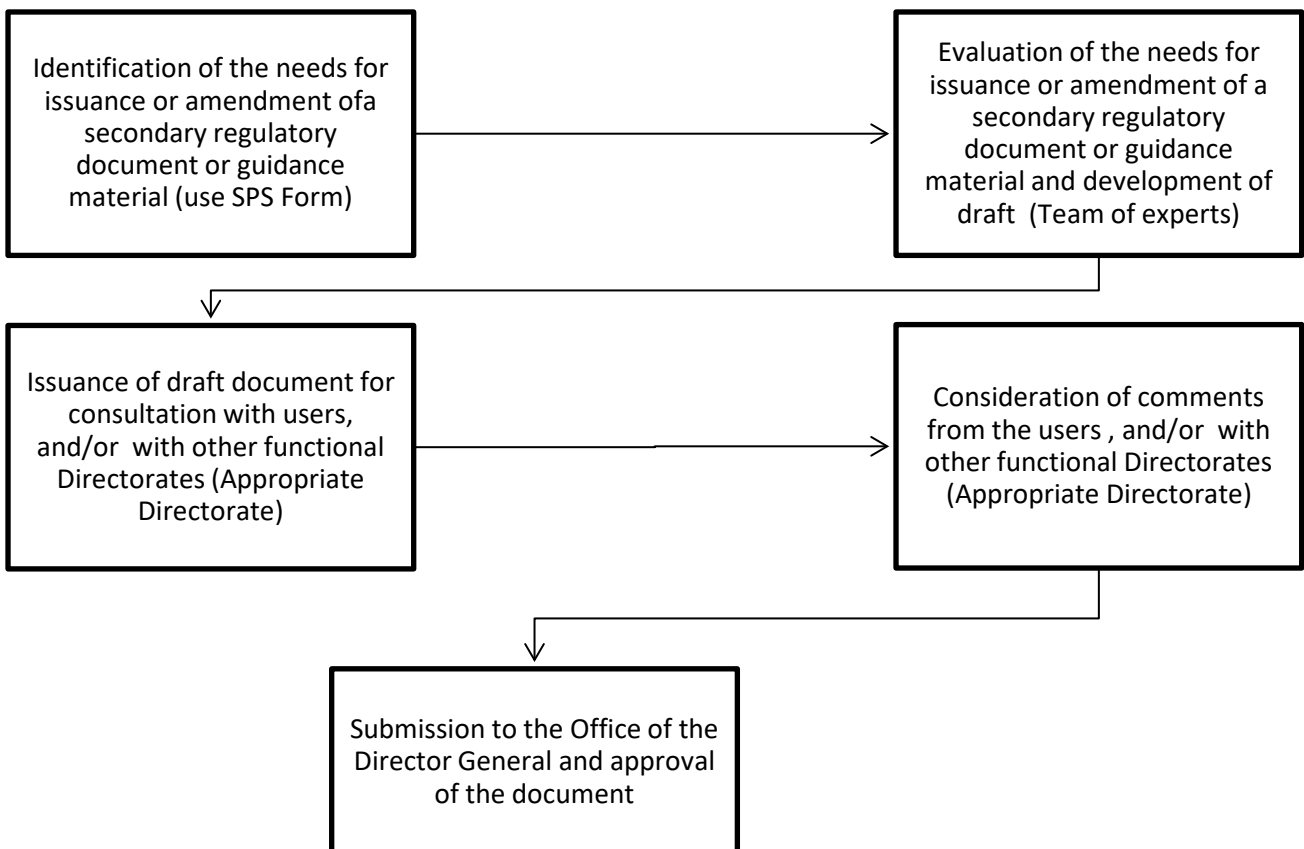 Identification of the needs for
issuance or amendment ofa
secondary regulatory
document or guidance
material (use SPS Form)
Evaluation of the needs for
issuance or amendment of a
secondary regulatory
document or guidance
material and development of
draft  (Team of experts)
Issuance of draft document for
consultation with users,
and/or  with other functional
Directorates (Appropriate
Directorate)
Consideration of comments
from the users , and/or  with
other functional Directorates
(Appropriate Directorate)
Submission to the Office of the
Director General and approval
of the document